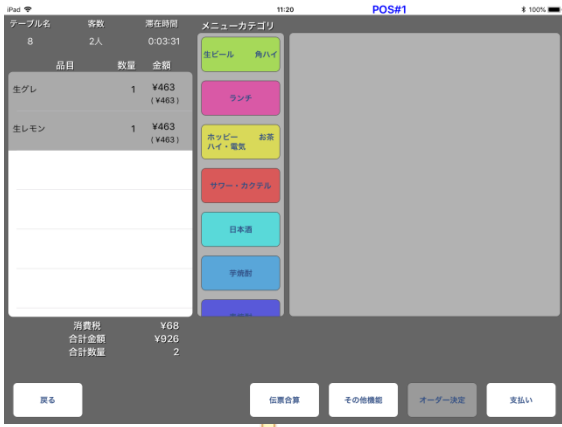 iPad 11:20 POS#1 100%
テーブル名 客数 滞在時間 メニューカテゴリ
8 2人 0:03:31
品目 数量 金額
生ビール 角ハイ
生グレ 1 ¥463
(¥463)
ランチ
生レモン 1 ¥463
(¥463)
ホッピー お茶
ハイ・電気
サワー・カクテル
日本酒
芋焼酎
消費税 ¥68
合計金額 ¥926
合計数量 2
戻る 伝票合算 その他機能 オーダー決定 支払い